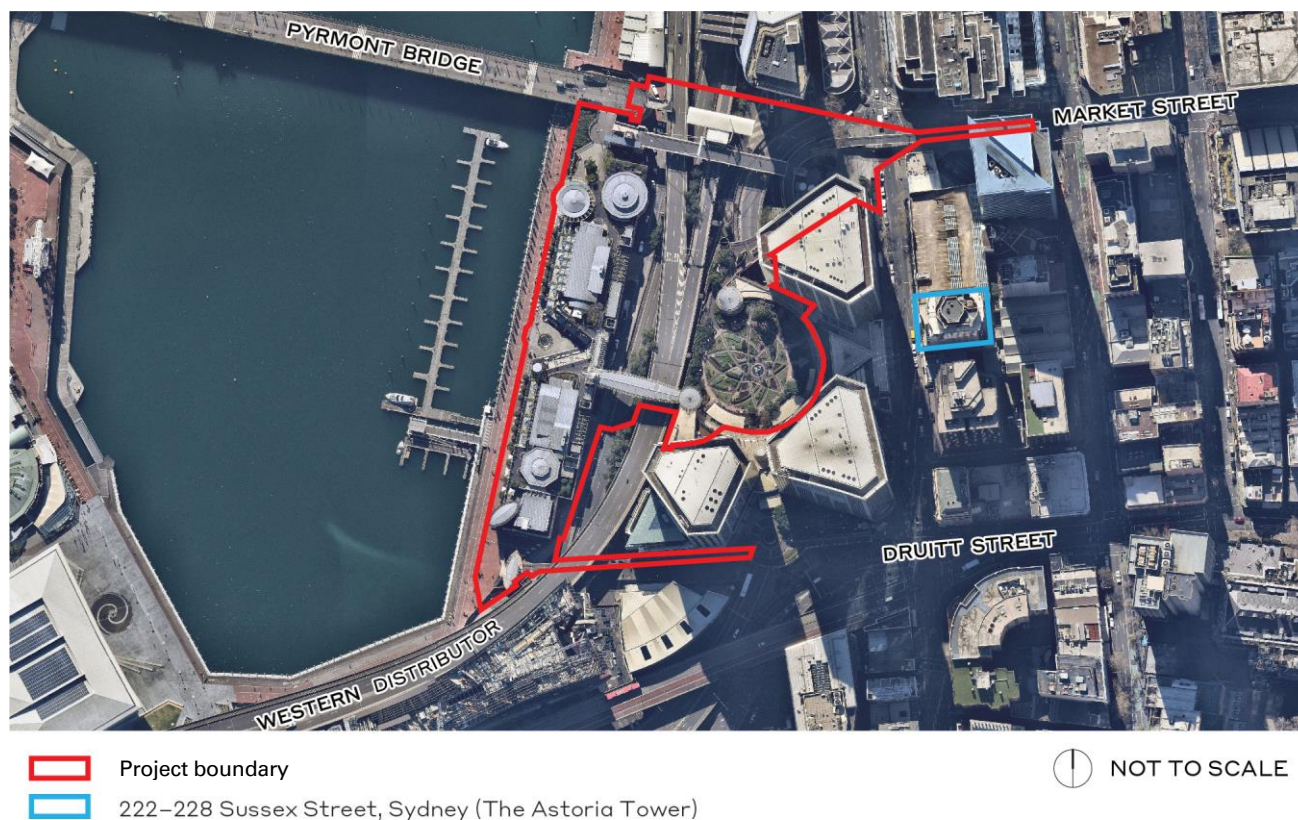 PYRMONT BRIDGE
MARKET STREET
DRUITT STREET
WESTERN DISTRIBUTOR
Project boundary
NOT TO SCALE
222–228 Sussex Street, Sydney (The Astoria Tower)